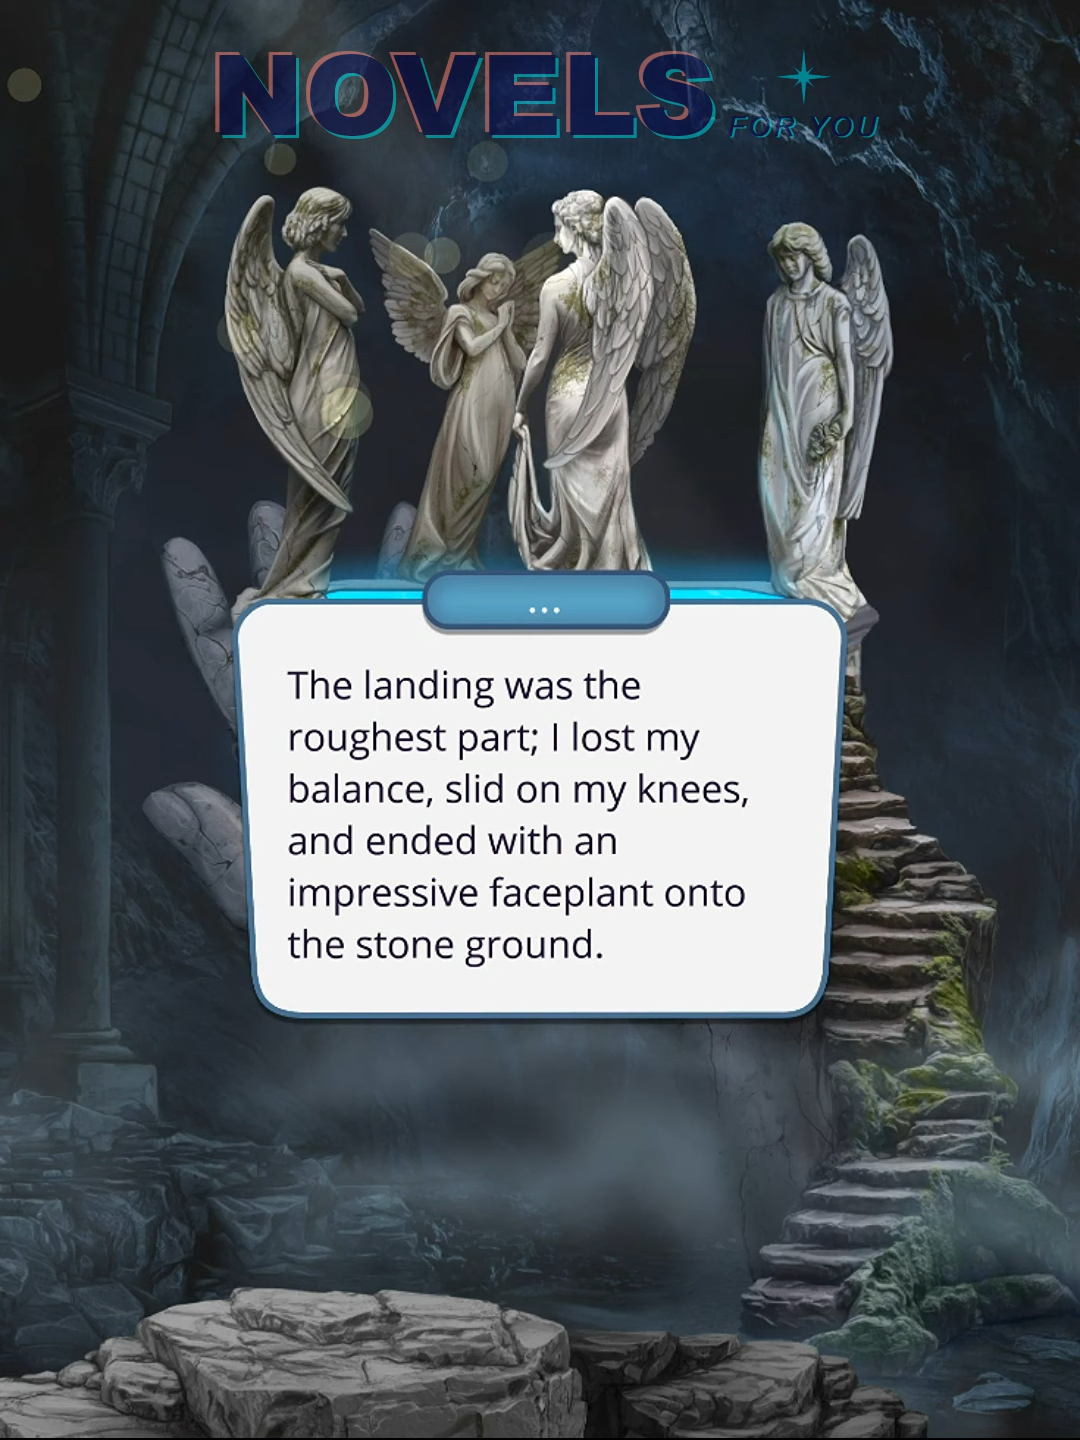 NOVELS
FOR YOU
...
The landing was the
roughest part; I lost my
balance, slid on my knees,
and ended with an
impressive faceplant onto
the stone ground.